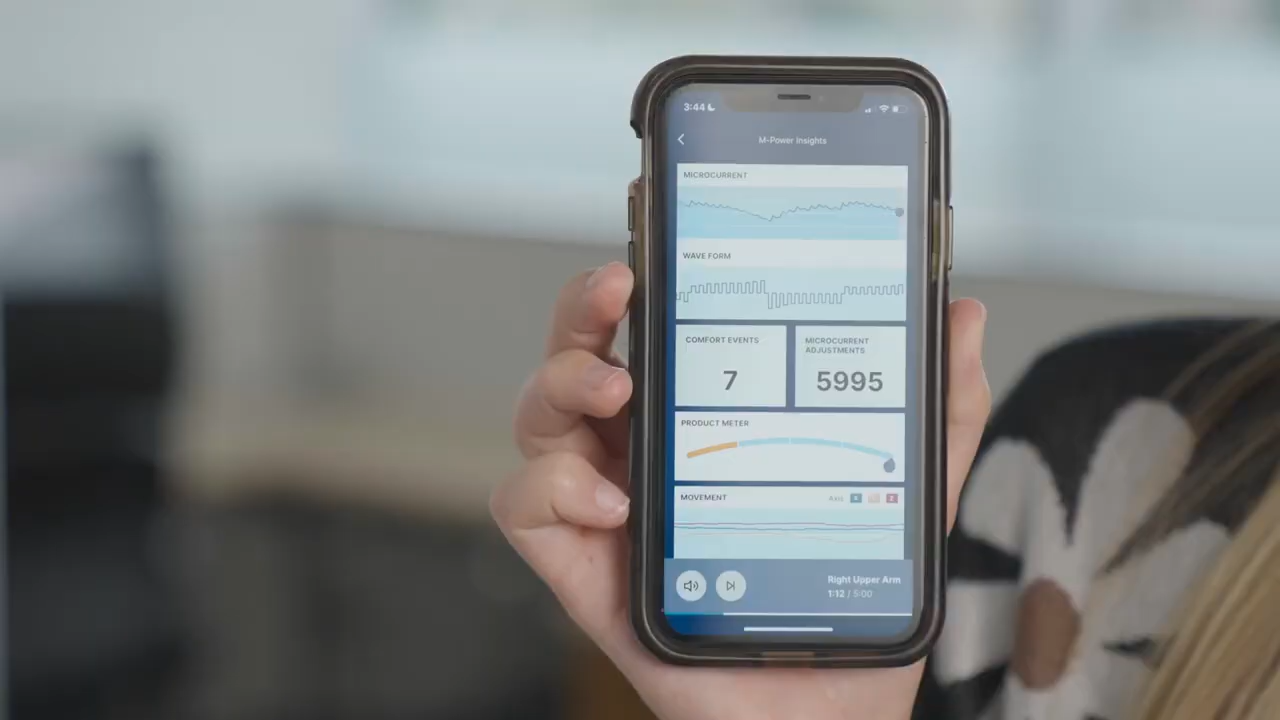 3:44
M-Power Insights
MICROCURRENT
WAVE FORM
COMFORT EVENTS
7
MICROCURRENT
ADJUSTMENTS
5995
PRODUCT METER
MOVEMENT
Axis
X
Z
Right Upper Arm
1:12 / 5:00